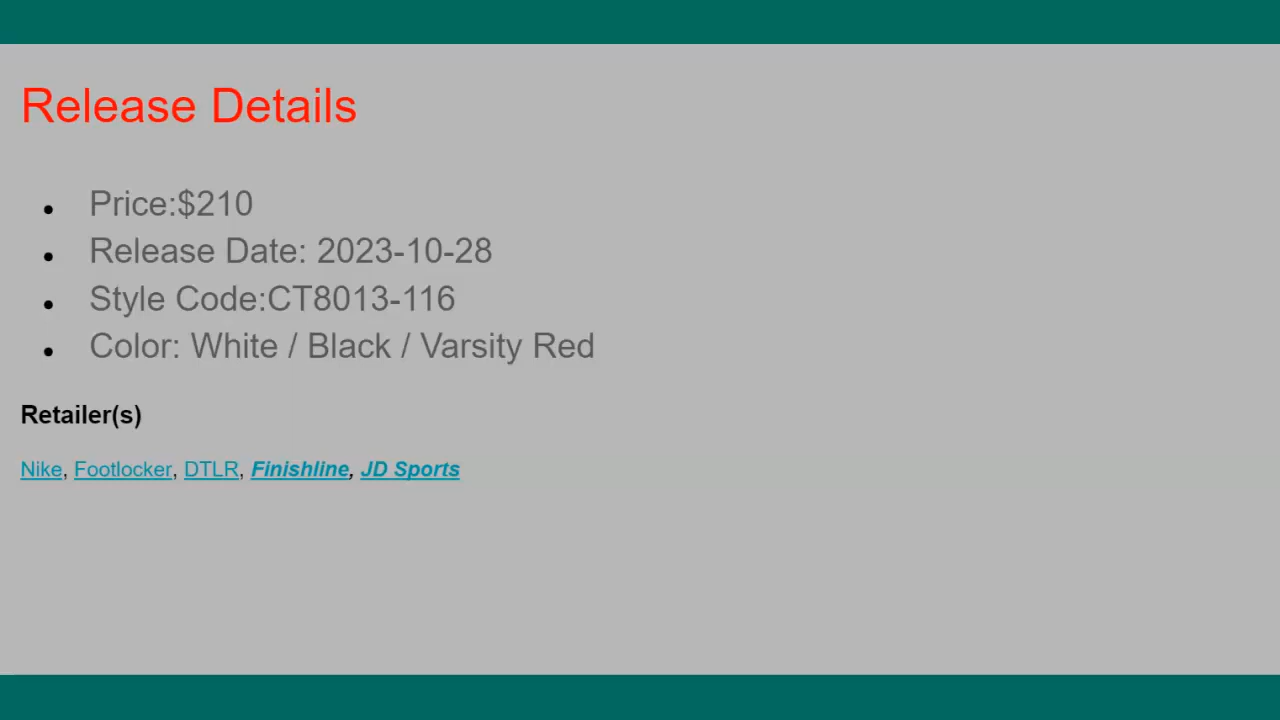 Release Details
Price:$210
Release Date: 2023-10-28
Style Code:CT8013-116
Color: White / Black / Varsity Red
Retailer(s)
Nike, Footlocker, DTLR, Finishline, JD Sports